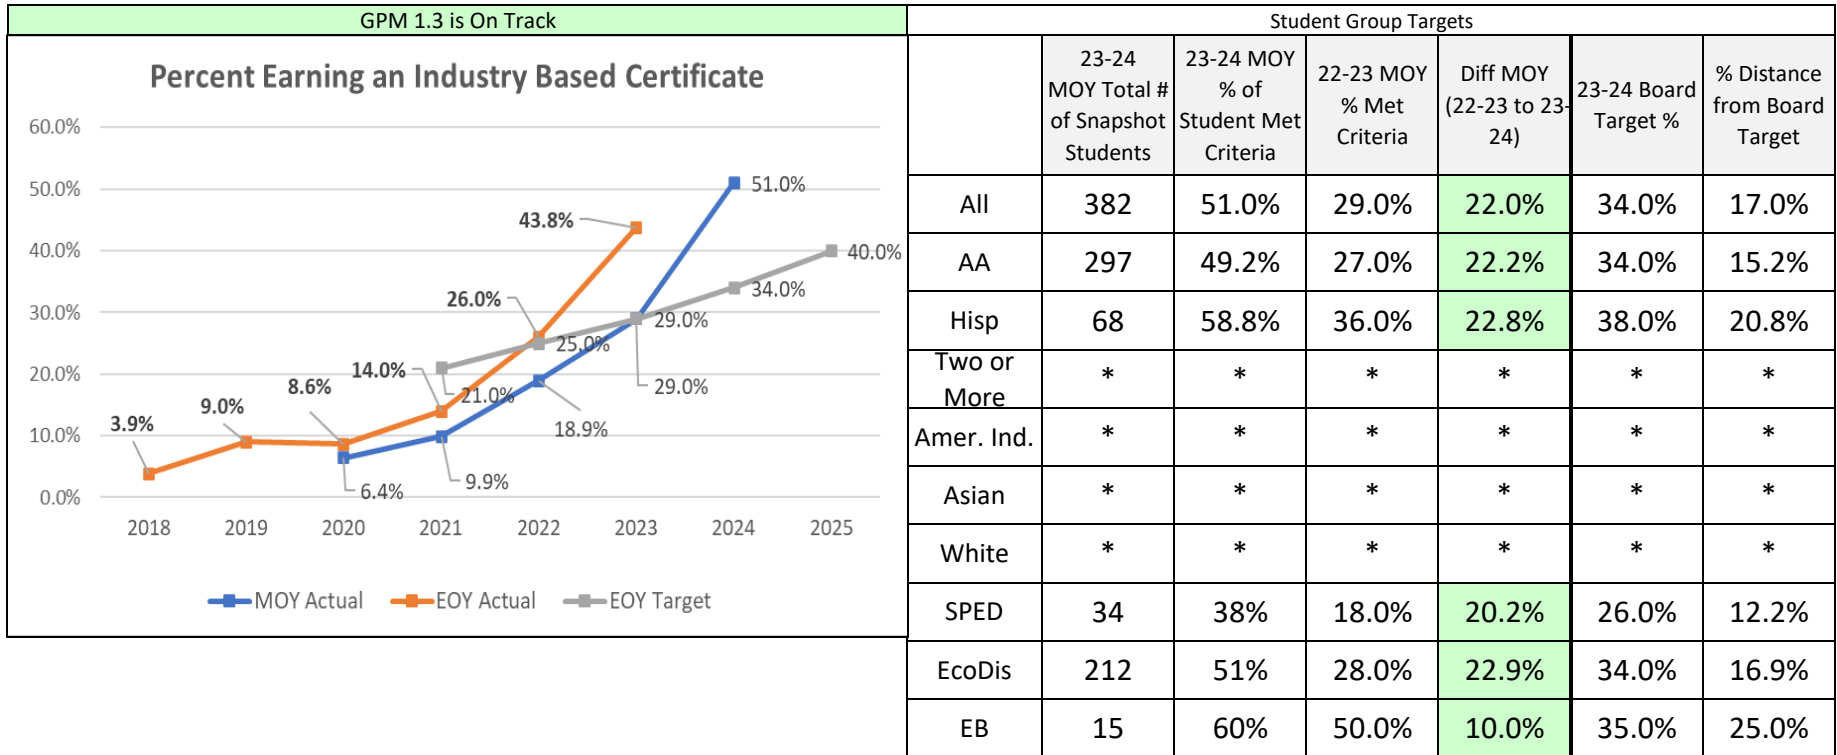 GPM 1.3 is On Track
Percent Earning an Industry Based Certificate
60.0%
50.0%
40.0%
30.0%
20.0%
10.0%
0.0%
3.9%
9.0%
8.6%
14.0%
26.0%
43.8%
51.0%
40.0%
34.0%
29.0%
25.0%
21.0%
29.0%
18.9%
9.9%
6.4%
2018 2019 2020 2021 2022 2023 2024 2025
MOY Actual EOY Actual EOY Target
Student Group Targets
23-24
MOY Total #
of Snapshot
Students
23-24 MOY
% of
Student Met
Criteria
22-23 MOY
% Met
Criteria
Diff MOY
(22-23 to 23-
24)
23-24 Board
Target %
% Distance
from Board
Target
All 382 51.0% 29.0% 22.0% 34.0% 17.0%
AA 297 49.2% 27.0% 22.2% 34.0% 15.2%
Hisp 68 58.8% 36.0% 22.8% 38.0% 20.8%
Two or
More * * * * * *
Amer. Ind. * * * * * *
Asian * * * * * *
White * * * * * *
SPED 34 38% 18.0% 20.2% 26.0% 12.2%
EcoDis 212 51% 28.0% 22.9% 34.0% 16.9%
EB 15 60% 50.0% 10.0% 35.0% 25.0%